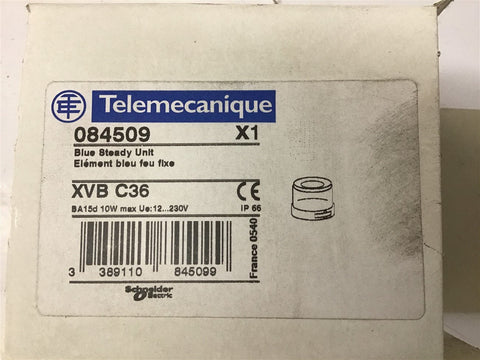 Telemecanique
084509 X1
Blue Steady Unit
Elément bleu feu fixe
XVB C36 CE
BA15d 10W max Ue:12...230V IP 66
France 0540
3 389110 845099
Schneider
Electric